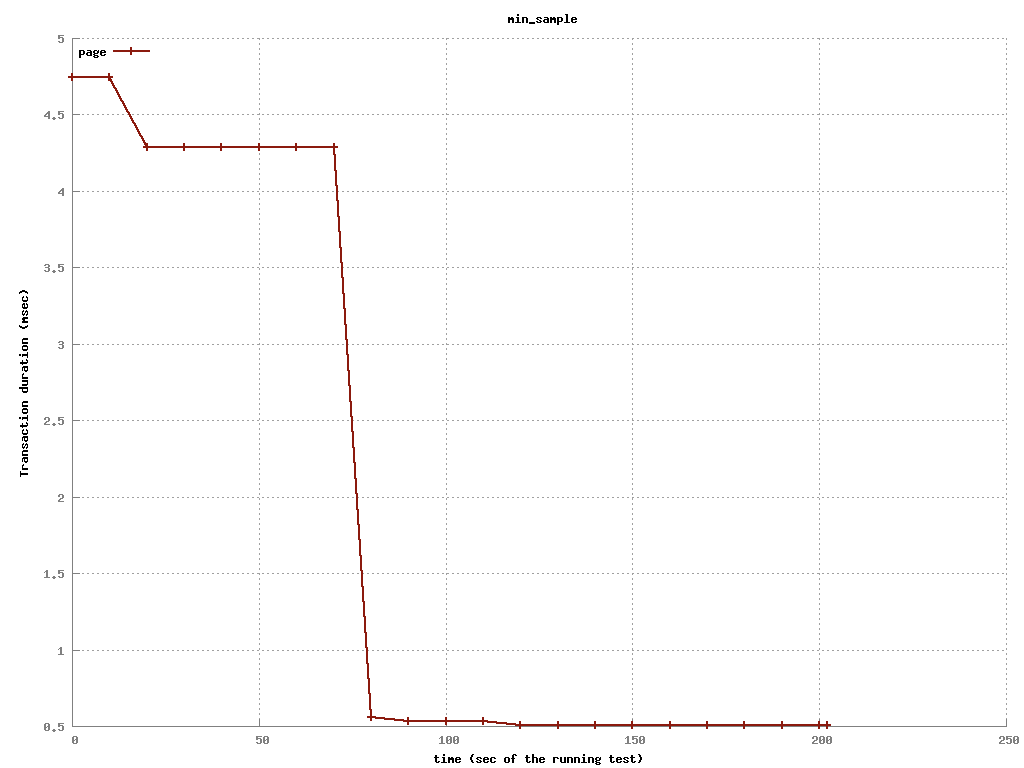 min_sample
page
5
4.5
4
3.5
3
2.5
2
1.5
1
0.5
Transaction duration (msec)
0 50 100 150 200 250
time (sec of the running test)